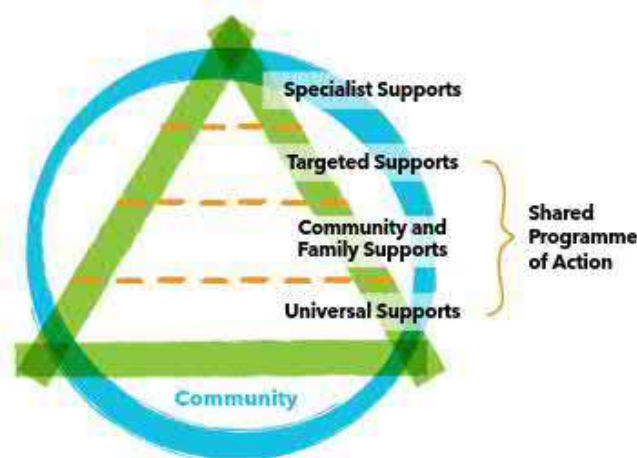 Specialist Supports
Targeted Supports
Community and
Family Supports
Universal Supports
Shared
Programme
of Action
Community